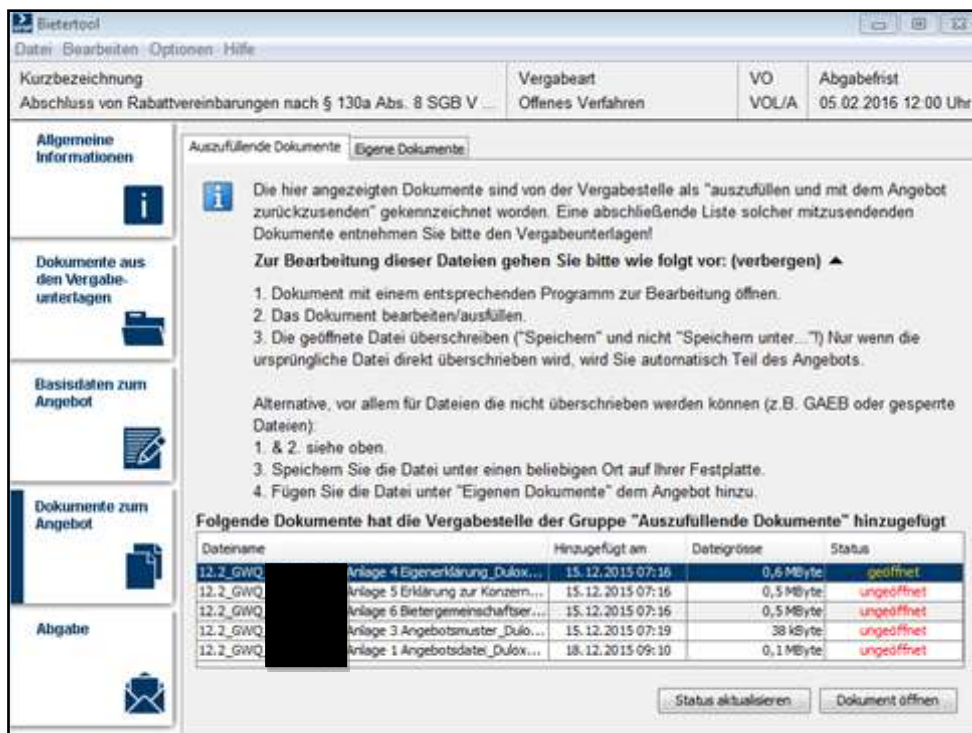 Bietertool
Datei Bearbeiten Optionen Hilfe
Kurzbezeichnung
Abschluss von Rabattvereinbarungen nach § 130a Abs. 8 SGB V ...
Vergabeart
Offenes Verfahren
VO
VOL/A
Abgabefrist
05.02.2016 12:00 Uhr
Allgemeine
Informationen
Dokumente aus
den Vergabe-
unterlagen
Basisdaten zum
Angebot
Dokumente zum
Angebot
Abgabe
Auszufüllende Dokumente Eigene Dokumente
Die hier angezeigten Dokumente sind von der Vergabestelle als "auszufüllen und mit dem Angebot
zurückzusenden" gekennzeichnet worden. Eine abschließende Liste solcher mitzusendenden
Dokumente entnehmen Sie bitte den Vergabeunterlagen!
Zur Bearbeitung dieser Dateien gehen Sie bitte wie folgt vor: (verbergen)
1. Dokument mit einem entsprechenden Programm zur Bearbeitung öffnen.
2. Das Dokument bearbeiten/ausfüllen.
3. Die geöffnete Datei überschreiben ("Speichern" und nicht "Speichern unter..."!) Nur wenn die
ursprüngliche Datei direkt überschrieben wird, wird Sie automatisch Teil des Angebots.
Alternative, vor allem für Dateien die nicht überschrieben werden können (z.B. GAEB oder gesperrte
Dateien):
1. & 2. siehe oben.
3. Speichern Sie die Datei unter einen beliebigen Ort auf Ihrer Festplatte.
4. Fügen Sie die Datei unter "Eigenen Dokumente" dem Angebot hinzu.
Folgende Dokumente hat die Vergabestelle der Gruppe "Auszufüllende Dokumente" hinzugefügt
Dateiname Hinzugefügt am Dateigrösse Status
12.2_GWQ_ Anlage 4 Eigenerklärung_Dulox... 15.12.2015 07:16 0,6 MByte geöffnet
12.2_GWQ_ Anlage 5 Erklärung zur Konzern... 15.12.2015 07:16 0,5 MByte ungeöffnet
12.2_GWQ_ Anlage 6 Bietergemeinschaftser... 15.12.2015 07:16 0,5 MByte ungeöffnet
12.2_GWQ_ Anlage 3 Angebotsmuster_Dulo... 15.12.2015 07:19 38 kByte ungeöffnet
12.2_GWQ_ Anlage 1 Angebotsdatei_Dulox... 18.12.2015 09:10 0,1 MByte ungeöffnet
Status aktualisieren Dokument öffnen